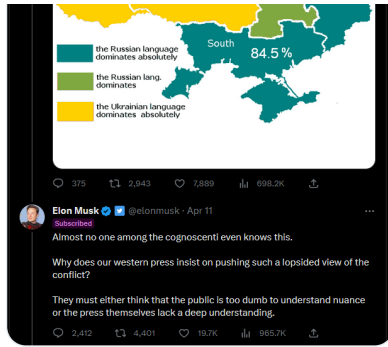 the Russian language
dominates absolutely
South
84.5 %
the Russian lang.
dominates
the Ukrainian language
dominates absolutely
375 2,943 7,889 698.2K
Elon Musk @elonmusk · Apr 11
Subscribed
Almost no one among the cognoscenti even knows this.
Why does our western press insist on pushing such a lopsided view of the
conflict?
They must either think that the public is too dumb to understand nuance
or the press themselves lack a deep understanding.
2,412 4,401 19.7K 965.7K